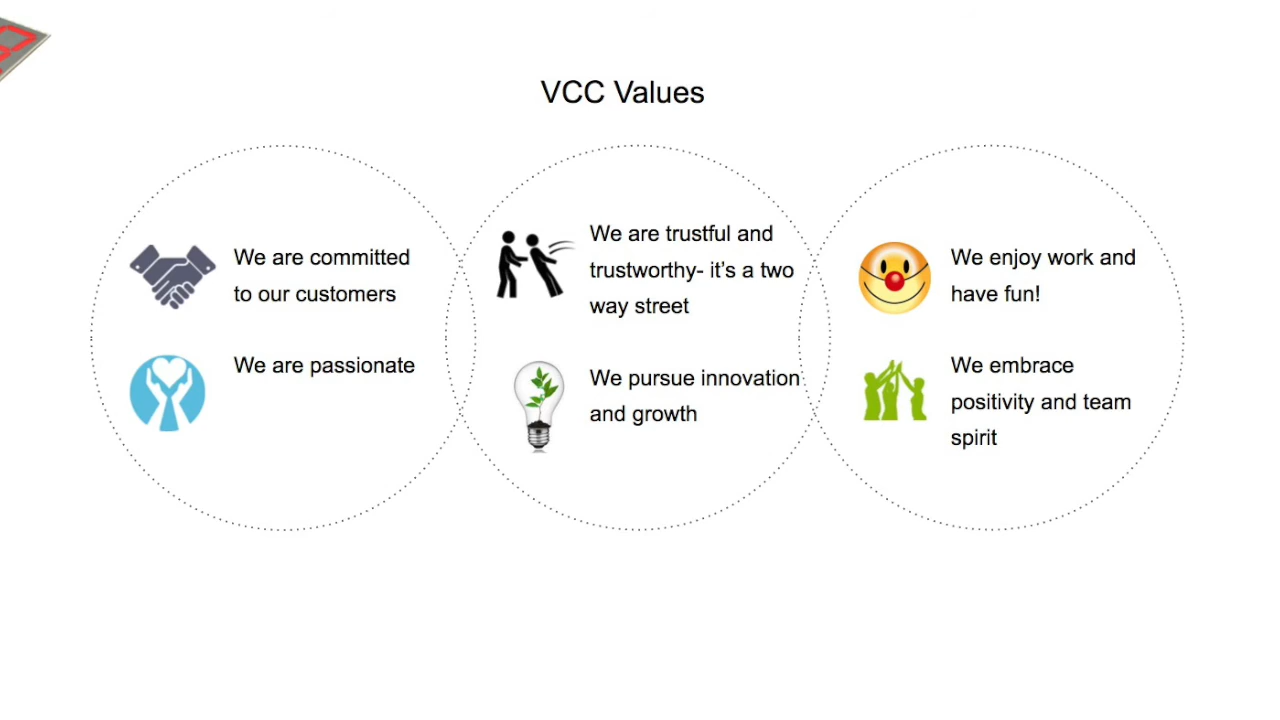 VCC Values
We are committed
to our customers
We are passionate
We are trustful and
trustworthy- it's a two
way street
We pursue innovation
and growth
We enjoy work and
have fun!
We embrace
positivity and team
spirit